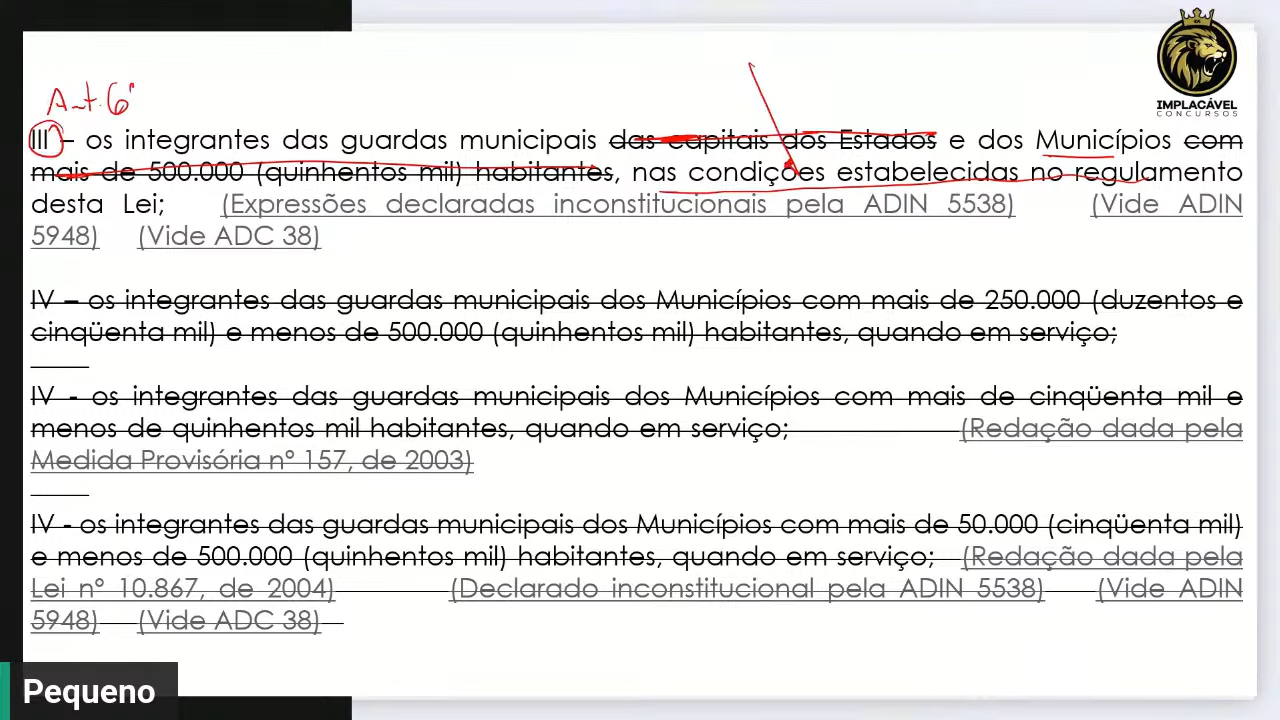 IMPLACÁVEL
CONCURSOS
Art. 6º
III – os integrantes das guardas municipais das capitais dos Estados e dos Municípios com
mais de 500.000 (quinhentos mil) habitantes, nas condições estabelecidas no regulamento
desta Lei; (Expressões declaradas inconstitucionais pela ADIN 5538) (Vide ADIN
5948) (Vide ADC 38)
IV – os integrantes das guardas municipais dos Municípios com mais de 250.000 (duzentos e
cinqüenta mil) e menos de 500.000 (quinhentos mil) habitantes, quando em serviço;
IV - os integrantes das guardas municipais dos Municípios com mais de cinqüenta mil e
menos de quinhentos mil habitantes, quando em serviço; (Redação dada pela
Medida Provisória nº 157, de 2003)
IV - os integrantes das guardas municipais dos Municípios com mais de 50.000 (cinqüenta mil)
e menos de 500.000 (quinhentos mil) habitantes, quando em serviço; (Redação dada pela
Lei nº 10.867, de 2004) (Declarado inconstitucional pela ADIN 5538) (Vide ADIN
5948) (Vide ADC 38)
Pequeno